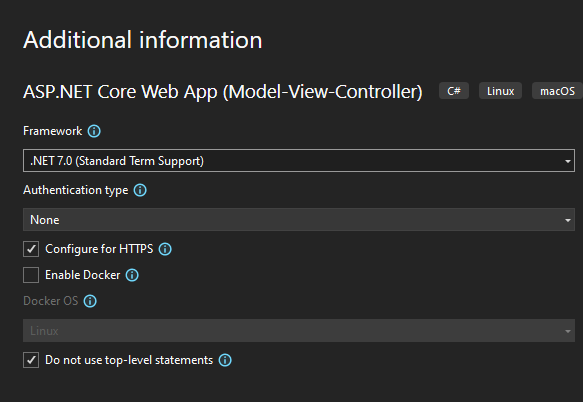 Additional information
ASP.NET Core Web App (Model-View-Controller) C# Linux macOS
Framework
.NET 7.0 (Standard Term Support)
Authentication type
None
Configure for HTTPS
Enable Docker
Docker OS
Linux
Do not use top-level statements